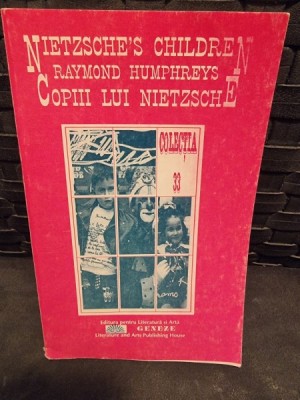 NIETZSCHE'S CHILDREN
RAYMOND HUMPHREYS
COPIII LUI NIETZSCHE
COLECȚIA
33
Editura pentru Literatură și Artă
GENEZE
Literature and Arts Publishing House